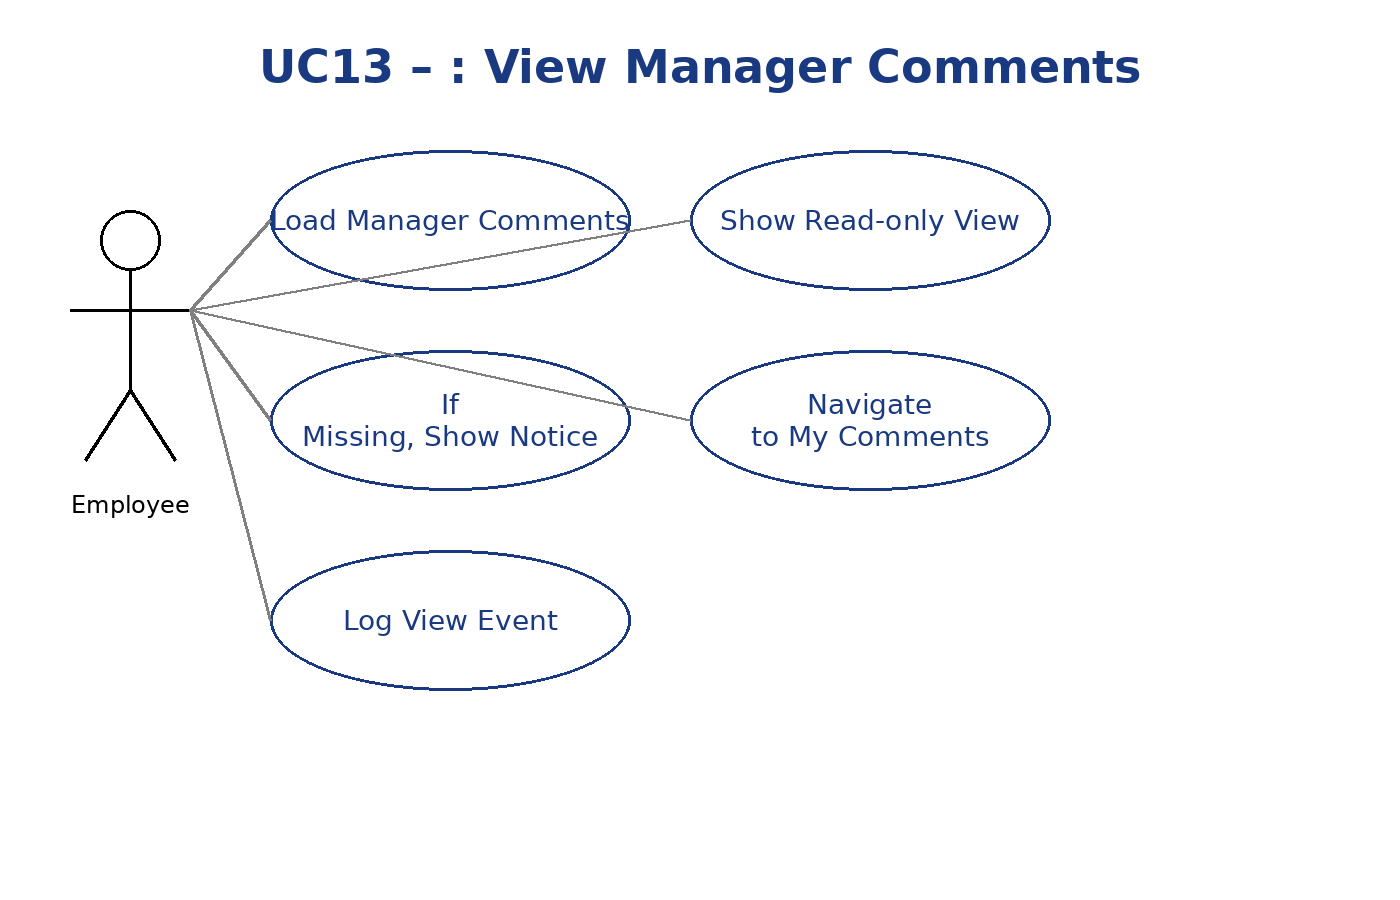 UC13 – : View Manager Comments
Load Manager Comments
Show Read-only View
If
Missing, Show Notice
Navigate
to My Comments
Employee
Log View Event